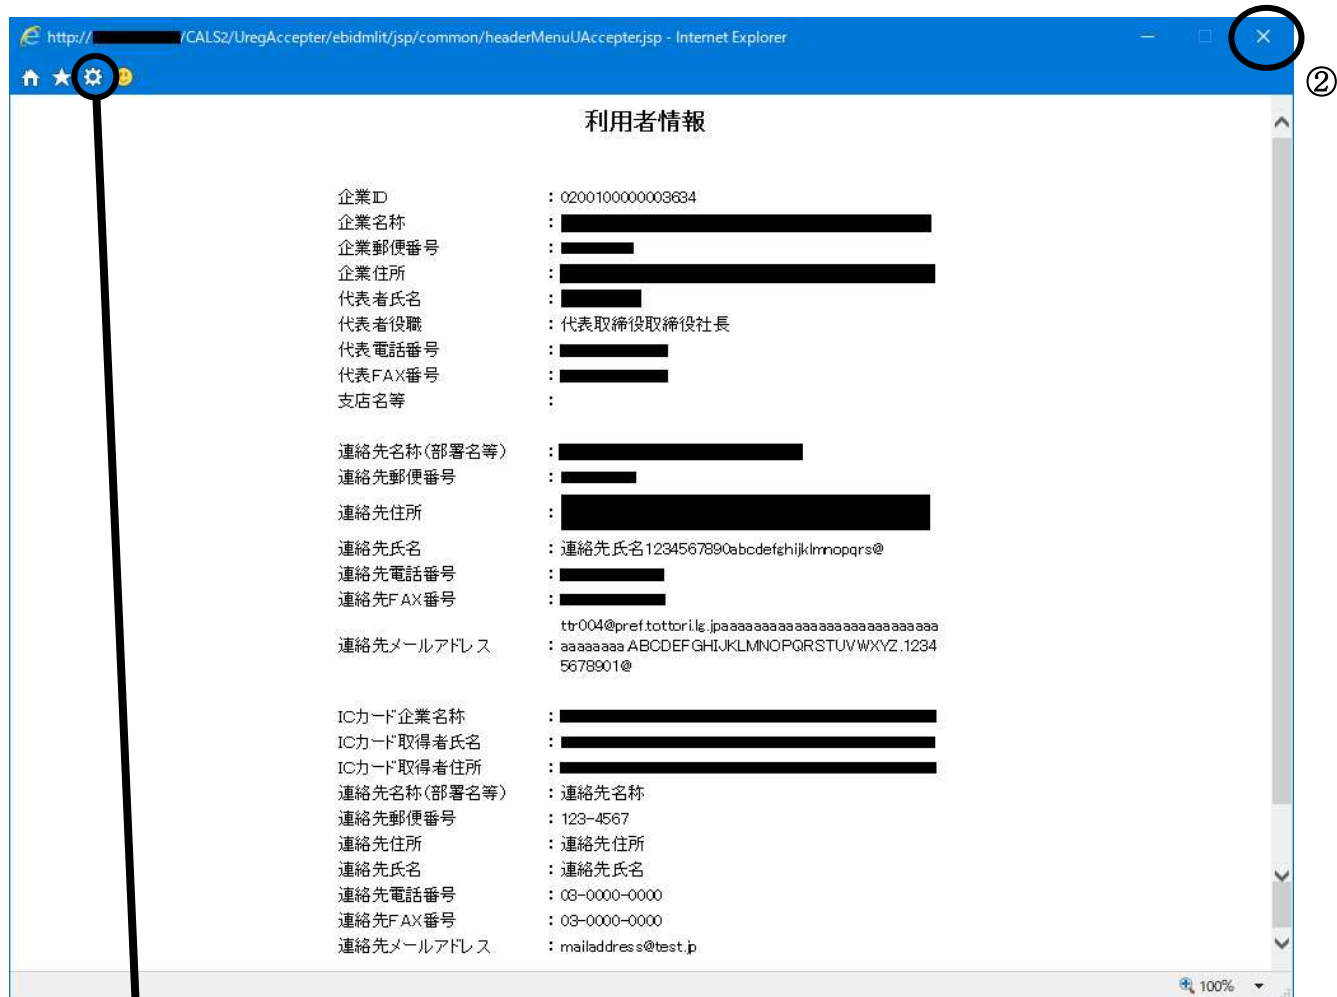 http:// /CALS2/UregAccepter/ebidmlit/jsp/common/headerMenuUAccepter.jsp - Internet Explorer
②
利用者情報
企業ID : 0200100000003634
企業名称 :
企業郵便番号 :
企業住所 :
代表者氏名 :
代表者役職 : 代表取締役取締役社長
代表電話番号 :
代表FAX番号 :
支店名等 :
連絡先名称(部署名等) :
連絡先郵便番号 :
連絡先住所 :
連絡先氏名 : 連絡先氏名1234567890abcdefghijklmnopqrs@
連絡先電話番号 :
連絡先FAX番号 :
ttr004@pref.tottori.lg.jpaaaaaaaaaaaaaaaaaaaaaaaaaa
連絡先メールアドレス : aaaaaaaa ABCDEFGHIJKLMNOPQRSTUVWXYZ.1234
5678901@
ICカード企業名称 :
ICカード取得者氏名 :
ICカード取得者住所 :
連絡先名称(部署名等) : 連絡先名称
連絡先郵便番号 : 123-4567
連絡先住所 : 連絡先住所
連絡先氏名 : 連絡先氏名
連絡先電話番号 : 03-0000-0000
連絡先FAX番号 : 03-0000-0000
連絡先メールアドレス : mailaddress@test.jp
100%